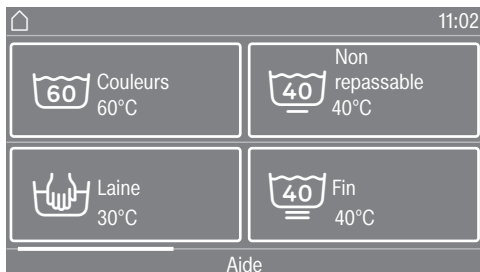 11:02
60
Couleurs
60°C
40
Non
repassable
40°C
Laine
30°C
40
Fin
40°C
Aide